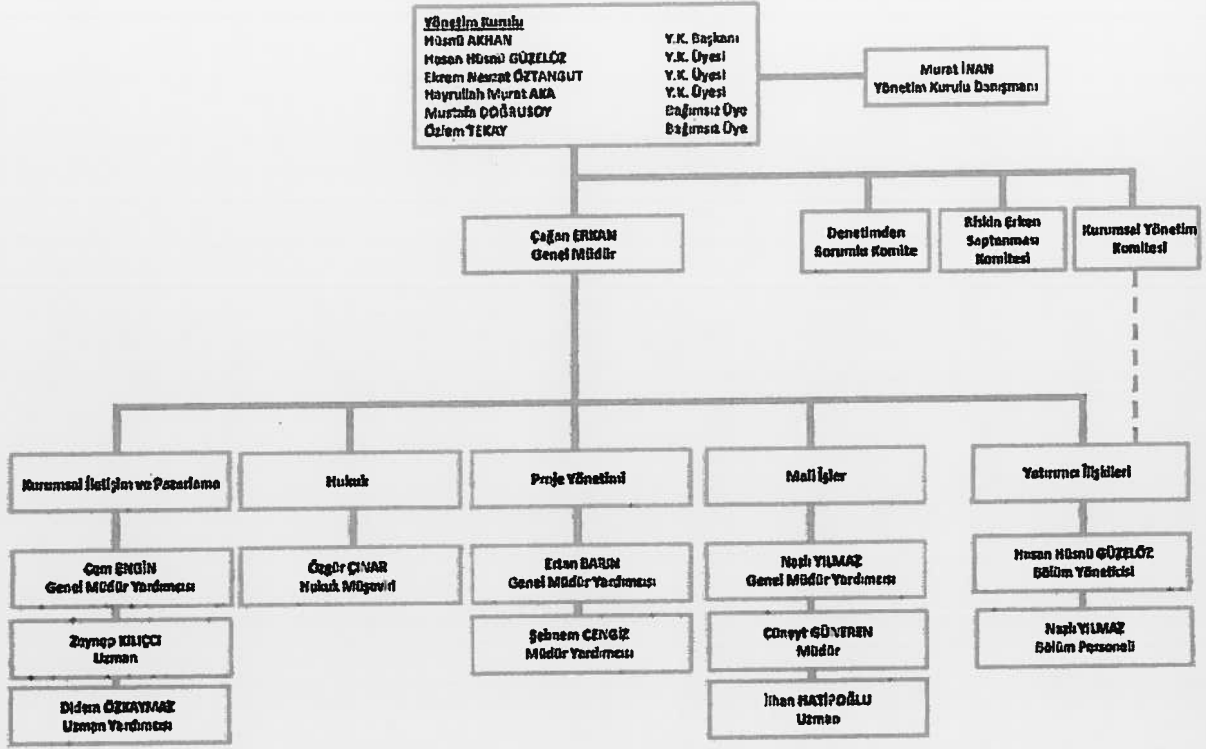 Yönetim Kurulu
Hüsnü AKHAN Y.K. Başkanı
Hasan Hüsnü GÜZELÖZ Y.K. Üyesi
Ekrem Nevzat ÖZTANGUT Y.K. Üyesi
Hayrullah Murat AKA Y.K. Üyesi
Mustafa DOĞRUSOY Bağımsız Üye
Özlem TEKAY Bağımsız Üye
Murat İNAN
Yönetim Kurulu Danışmanı
Çağan ERKAN
Genel Müdür
Denetimden
Sorumlu Komite
Riskin Erken
Saptanması
Komitesi
Kurumsal Yönetim
Komitesi
Kurumsal İletişim ve Pazarlama
Hukuk
Proje Yönetimi
Mali İşler
Yatırımcı İlişkileri
Cem ENGİN
Genel Müdür Yardımcısı
Özgür ÇIVAR
Hukuk Müşaviri
Ertan BARIN
Genel Müdür Yardımcısı
Nazlı YILMAZ
Genel Müdür Yardımcısı
Hasan Hüsnü GÜZELÖZ
Bölüm Yöneticisi
Zeynep KILIÇCI
Uzman
Şebnem CENGİZ
Müdür Yardımcısı
Cüneyt GÜVEREN
Müdür
Nazlı YILMAZ
Bölüm Personeli
Didem ÖZKAYMAZ
Uzman Yardımcısı
İlhan HATİPOĞLU
Uzman